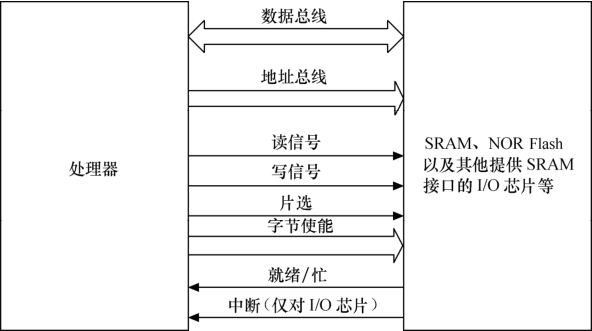 数据总线
地址总线
处理器
读信号
写信号
片选
字节使能
就绪/忙
中断(仅对 I/O 芯片)
SRAM、NOR Flash
以及其他提供 SRAM
接口的 I/O 芯片等